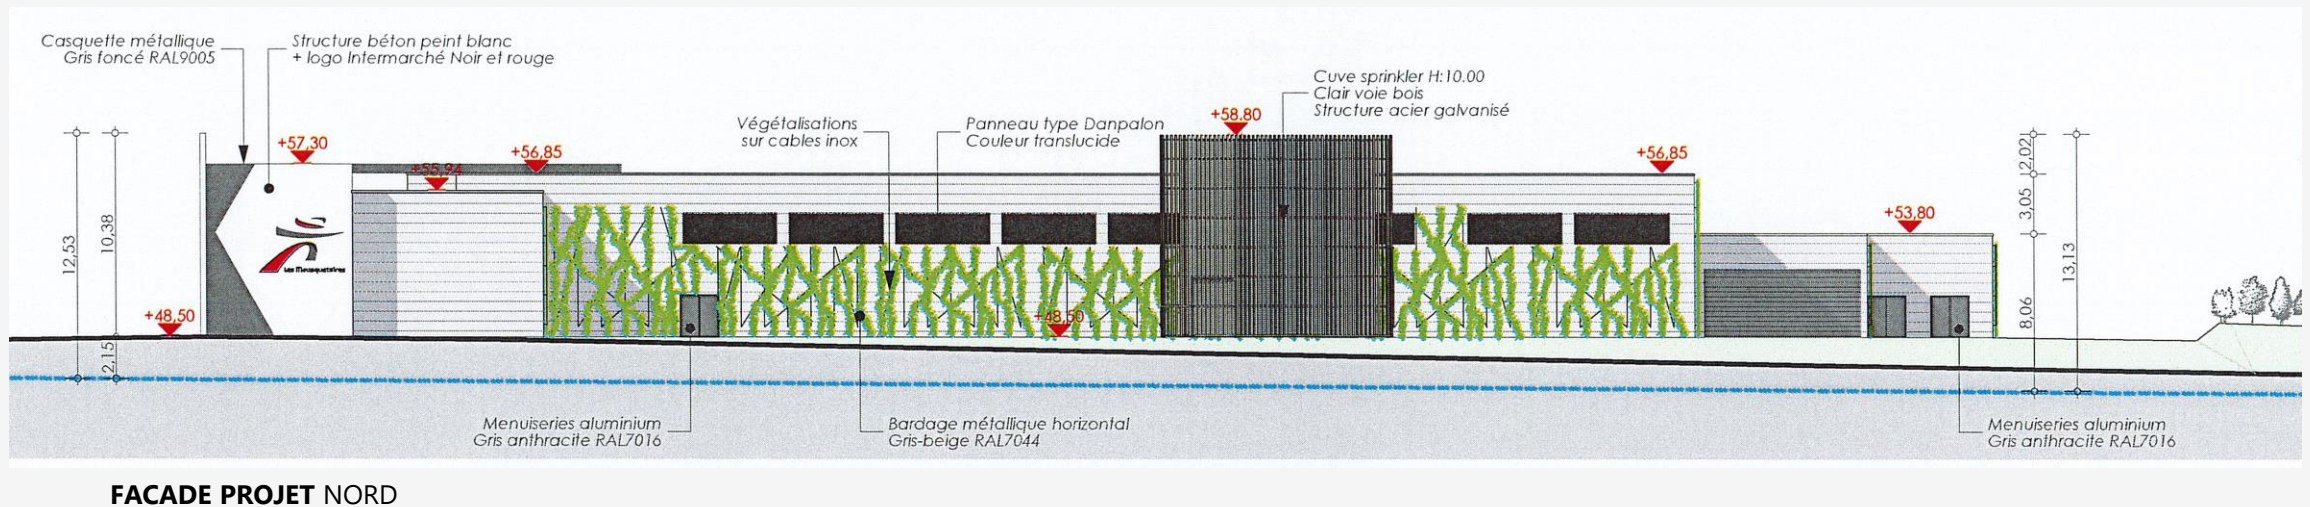 Casquette métallique
Gris foncé RAL9005
Structure béton peint blanc
+ logo Intermarché Noir et rouge
Végétalisations
sur cables inox
Panneau type Danpalon
Couleur translucide
Cuve sprinkler H:10.00
Clair voie bois
Structure acier galvanisé
+57,30
+55,94
+56,85
+58.80
+56,85
+53,80
+48,50
+48,50
12,53
10,38
2,15
2,02
3,05
8,06
13,13
Les Mousquetaires
Menuiseries aluminium
Gris anthracite RAL7016
Bardage métallique horizontal
Gris-beige RAL7044
Menuiseries aluminium
Gris anthracite RAL7016
FACADE PROJET NORD